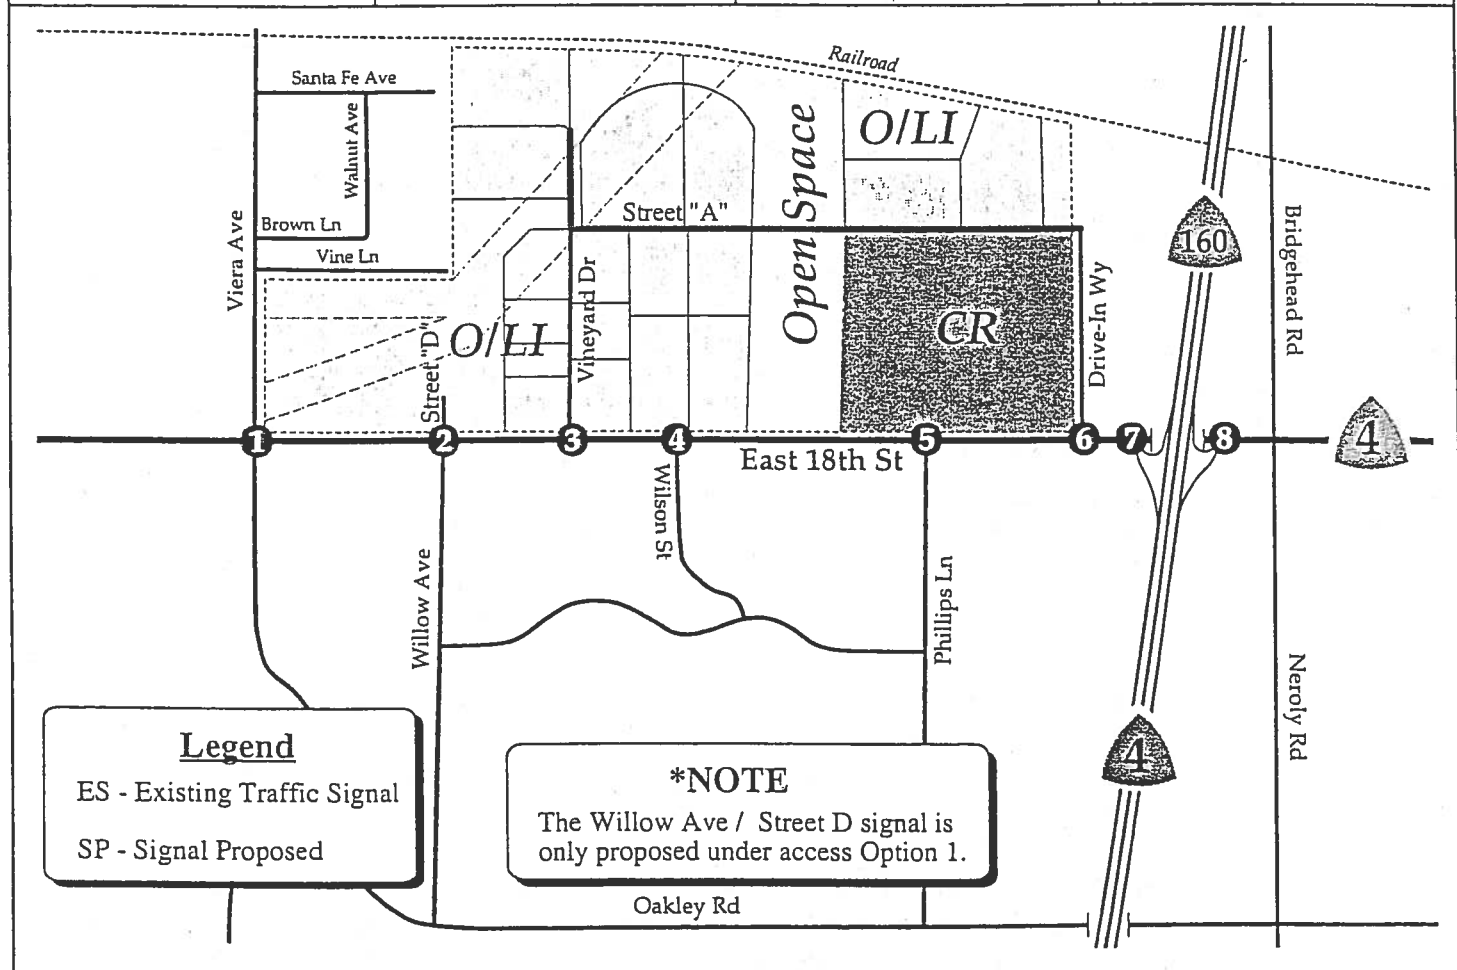 Railroad
Santa Fe Ave
Walnut Ave
O/LI
Open Space
Street "A"
Brown Ln
Viera Ave
Vine Ln
160
Bridgehead Rd
Vineyard Dr
Drive-In Wy
CR
O/LI
Street "D"
1
2
3
4
5
6
7
8
4
East 18th St
Wilson St
Willow Ave
Phillips Ln
Neroly Rd
4
Legend
ES - Existing Traffic Signal
SP - Signal Proposed
*NOTE
The Willow Ave / Street D signal is
only proposed under access Option 1.
Oakley Rd